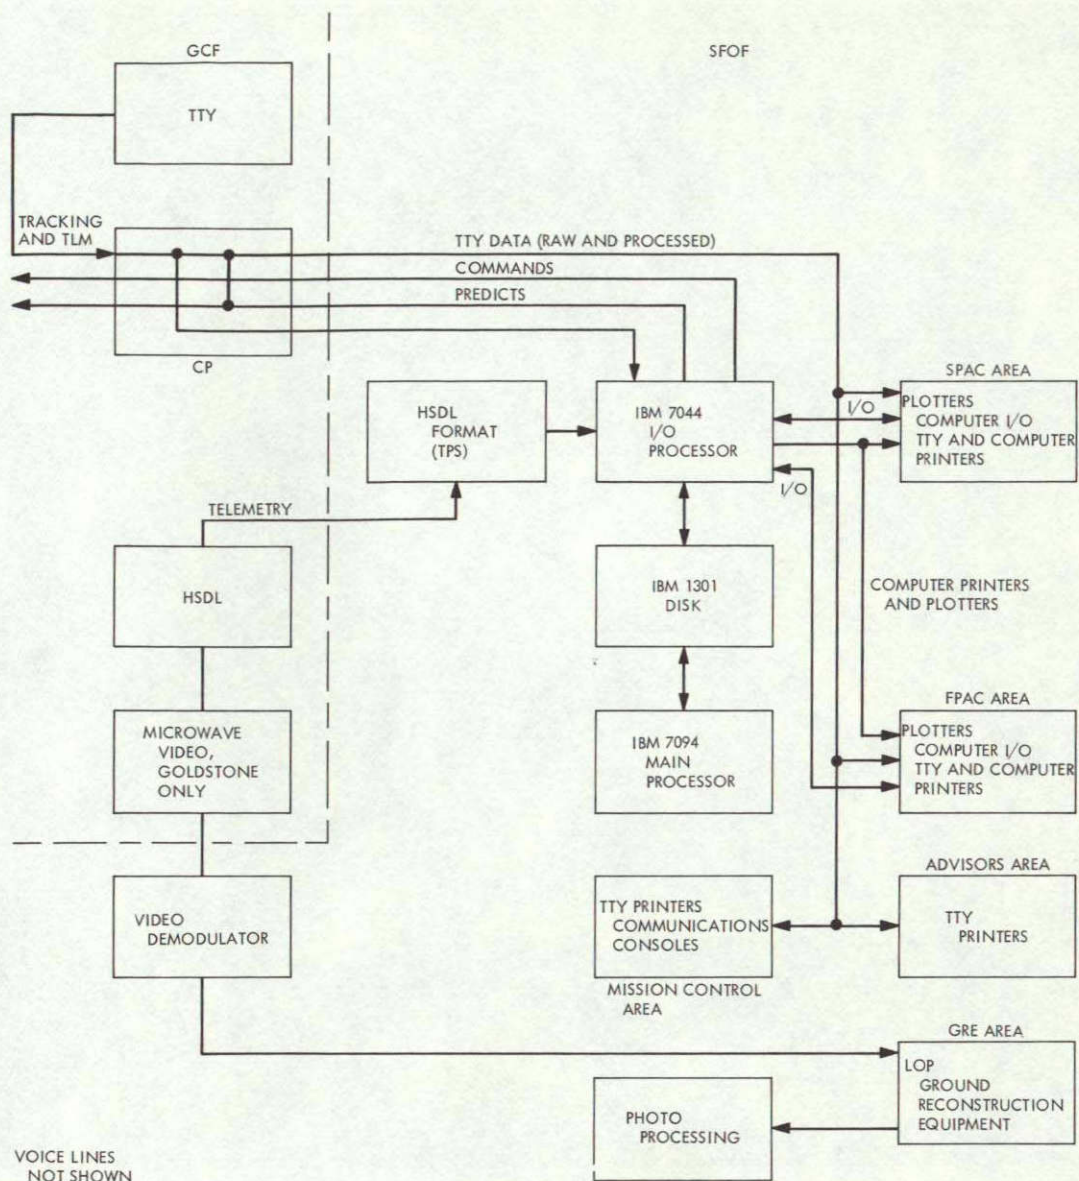 GCF
SFOF
TTY
TRACKING
AND TLM
TTY DATA (RAW AND PROCESSED)
COMMANDS
PREDICTS
CP
SPAC AREA
HSDL
FORMAT
(TPS)
IBM 7044
I/O
PROCESSOR
I/O
PLOTTERS
COMPUTER I/O
TTY AND COMPUTER
PRINTERS
I/O
TELEMETRY
HSDL
IBM 1301
DISK
COMPUTER PRINTERS
AND PLOTTERS
FPAC AREA
MICROWAVE
VIDEO,
GOLDSTONE
ONLY
IBM 7094
MAIN
PROCESSOR
PLOTTERS
COMPUTER I/O
TTY AND COMPUTER
PRINTERS
ADVISORS AREA
VIDEO
DEMODULATOR
TTY PRINTERS
COMMUNICATIONS
CONSOLES
TTY
PRINTERS
MISSION CONTROL
AREA
GRE AREA
LOP
GROUND
RECONSTRUCTION
EQUIPMENT
PHOTO
PROCESSING
VOICE LINES
NOT SHOWN